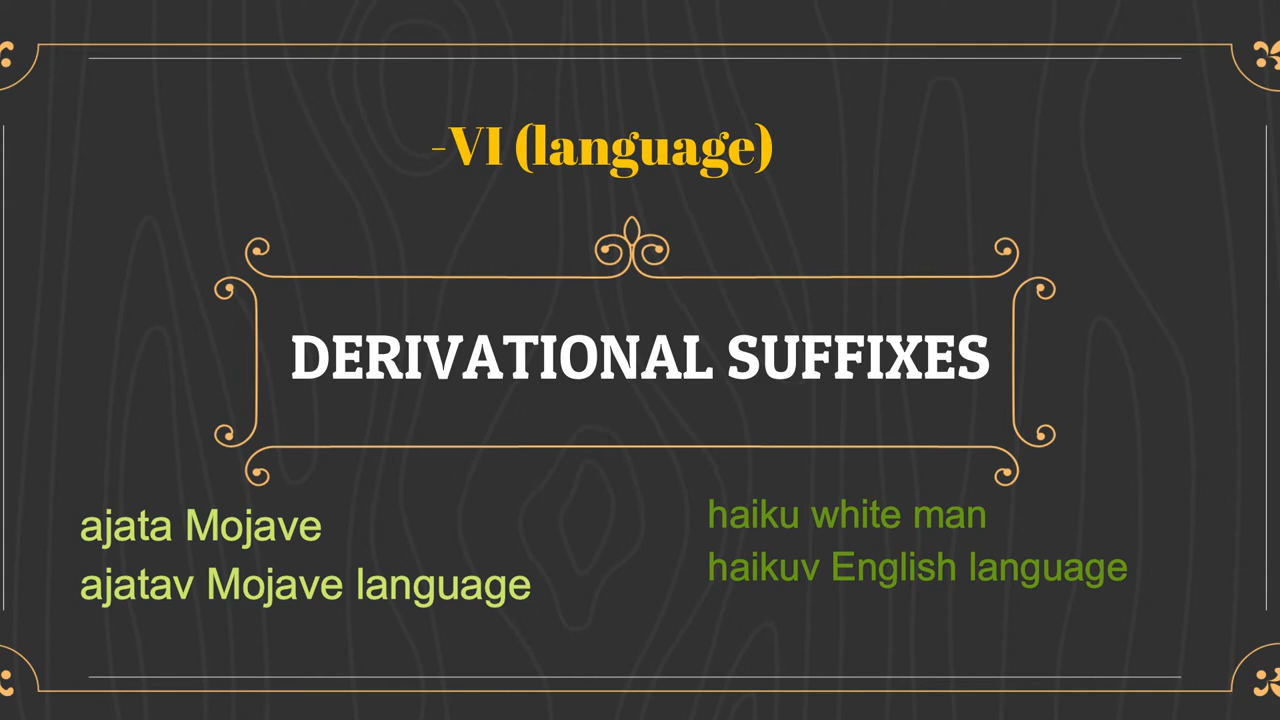 -VI (language)
DERIVATIONAL SUFFIXES
ajata Mojave
ajatav Mojave language
haiku white man
haikuv English language